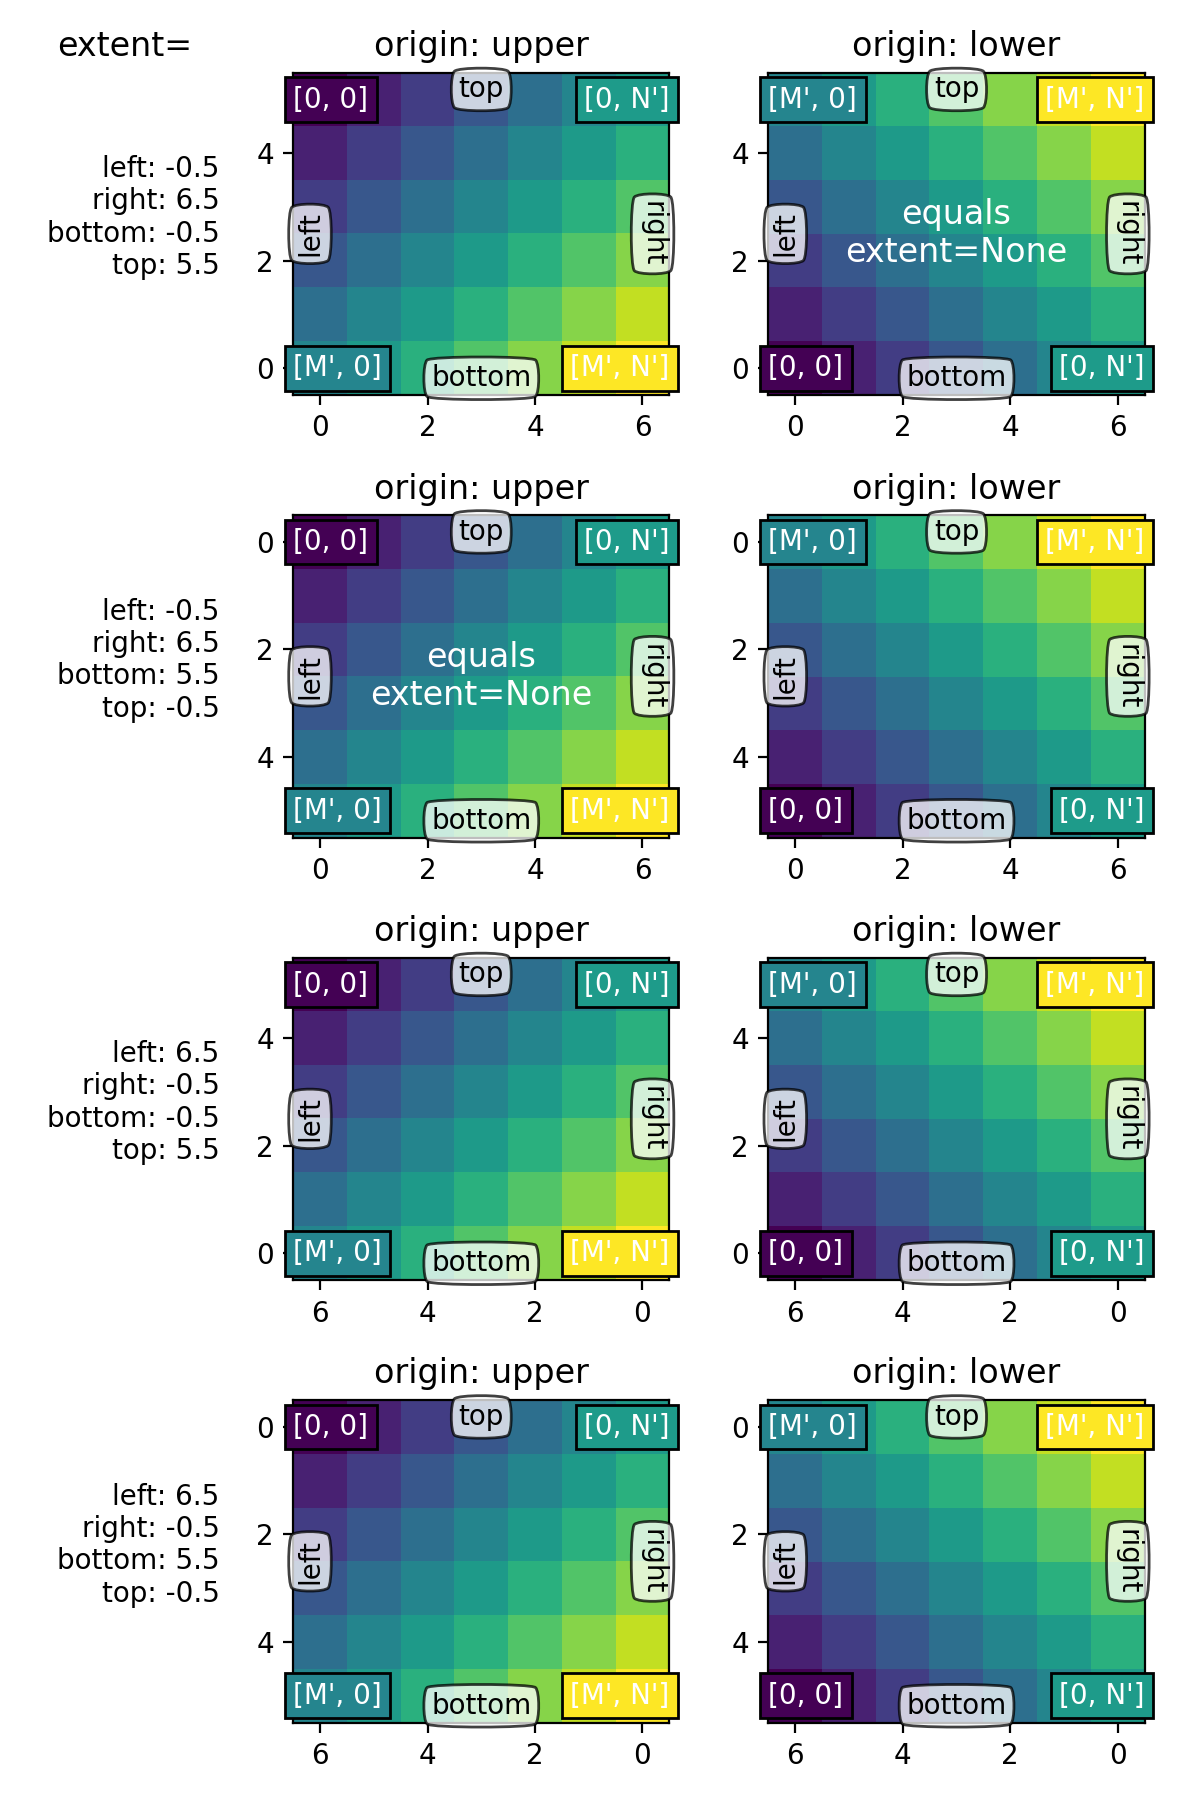 extent=
origin: upper
origin: lower
left: -0.5
right: 6.5
bottom: -0.5
top: 5.5
[0, 0]
top
[0, N']
4
left
right
2
0
[M', 0]
bottom
[M', N']
0 2 4 6
[M', 0]
top
[M', N']
4
equals
extent=None
left
right
2
0
[0, 0]
bottom
[0, N']
0 2 4 6
origin: upper
origin: lower
left: -0.5
right: 6.5
bottom: 5.5
top: -0.5
0
[0, 0]
top
[0, N']
2
equals
extent=None
left
right
4
[M', 0]
bottom
[M', N']
0 2 4 6
0
[M', 0]
top
[M', N']
2
left
right
4
[0, 0]
bottom
[0, N']
0 2 4 6
origin: upper
origin: lower
left: 6.5
right: -0.5
bottom: -0.5
top: 5.5
[0, 0]
top
[0, N']
4
left
right
2
0
[M', 0]
bottom
[M', N']
6 4 2 0
[M', 0]
top
[M', N']
4
left
right
2
0
[0, 0]
bottom
[0, N']
6 4 2 0
origin: upper
origin: lower
left: 6.5
right: -0.5
bottom: 5.5
top: -0.5
0
[0, 0]
top
[0, N']
2
left
right
4
[M', 0]
bottom
[M', N']
6 4 2 0
0
[M', 0]
top
[M', N']
2
left
right
4
[0, 0]
bottom
[0, N']
6 4 2 0